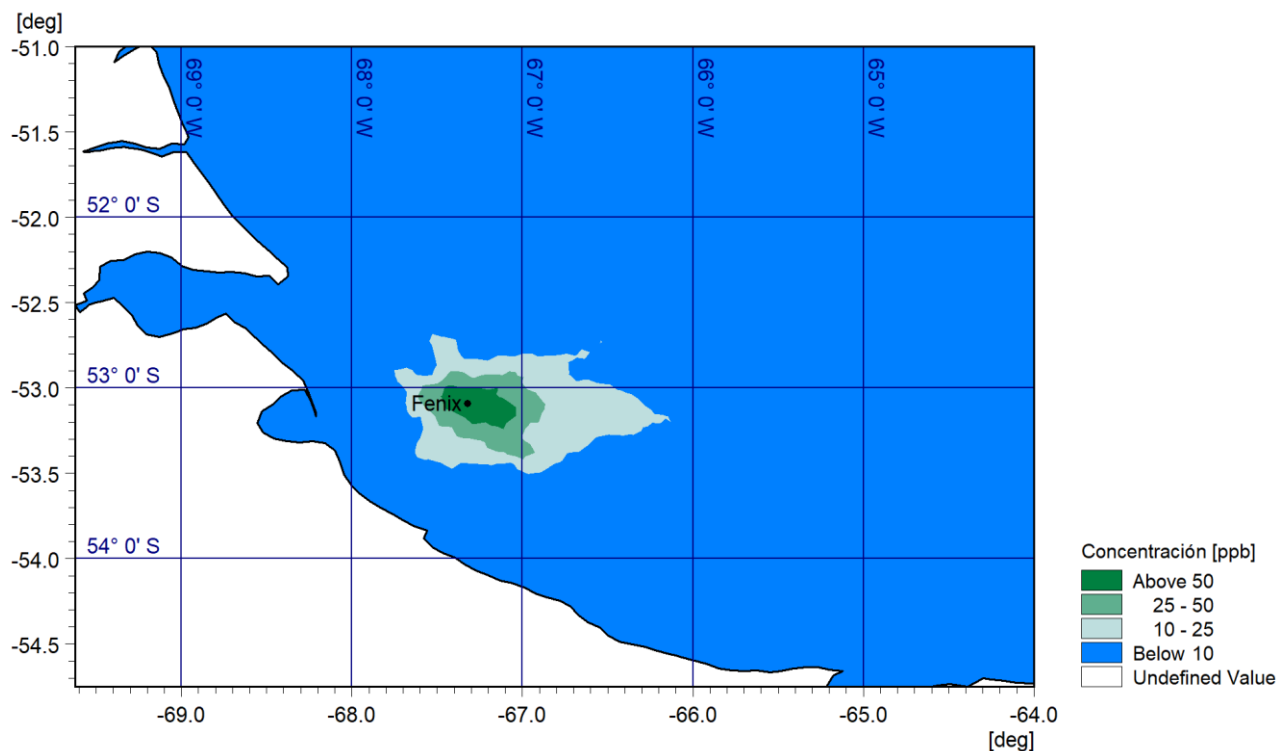 [deg]
-51.0
-51.5
-52.0
-52.5
-53.0
-53.5
-54.0
-54.5
69° 0' W
68° 0' W
67° 0' W
66° 0' W
65° 0' W
52° 0' S
53° 0' S
54° 0' S
Fenix
-69.0
-68.0
-67.0
-66.0
-65.0
-64.0
[deg]
Concentración [ppb]
Above 50
25 - 50
10 - 25
Below 10
Undefined Value